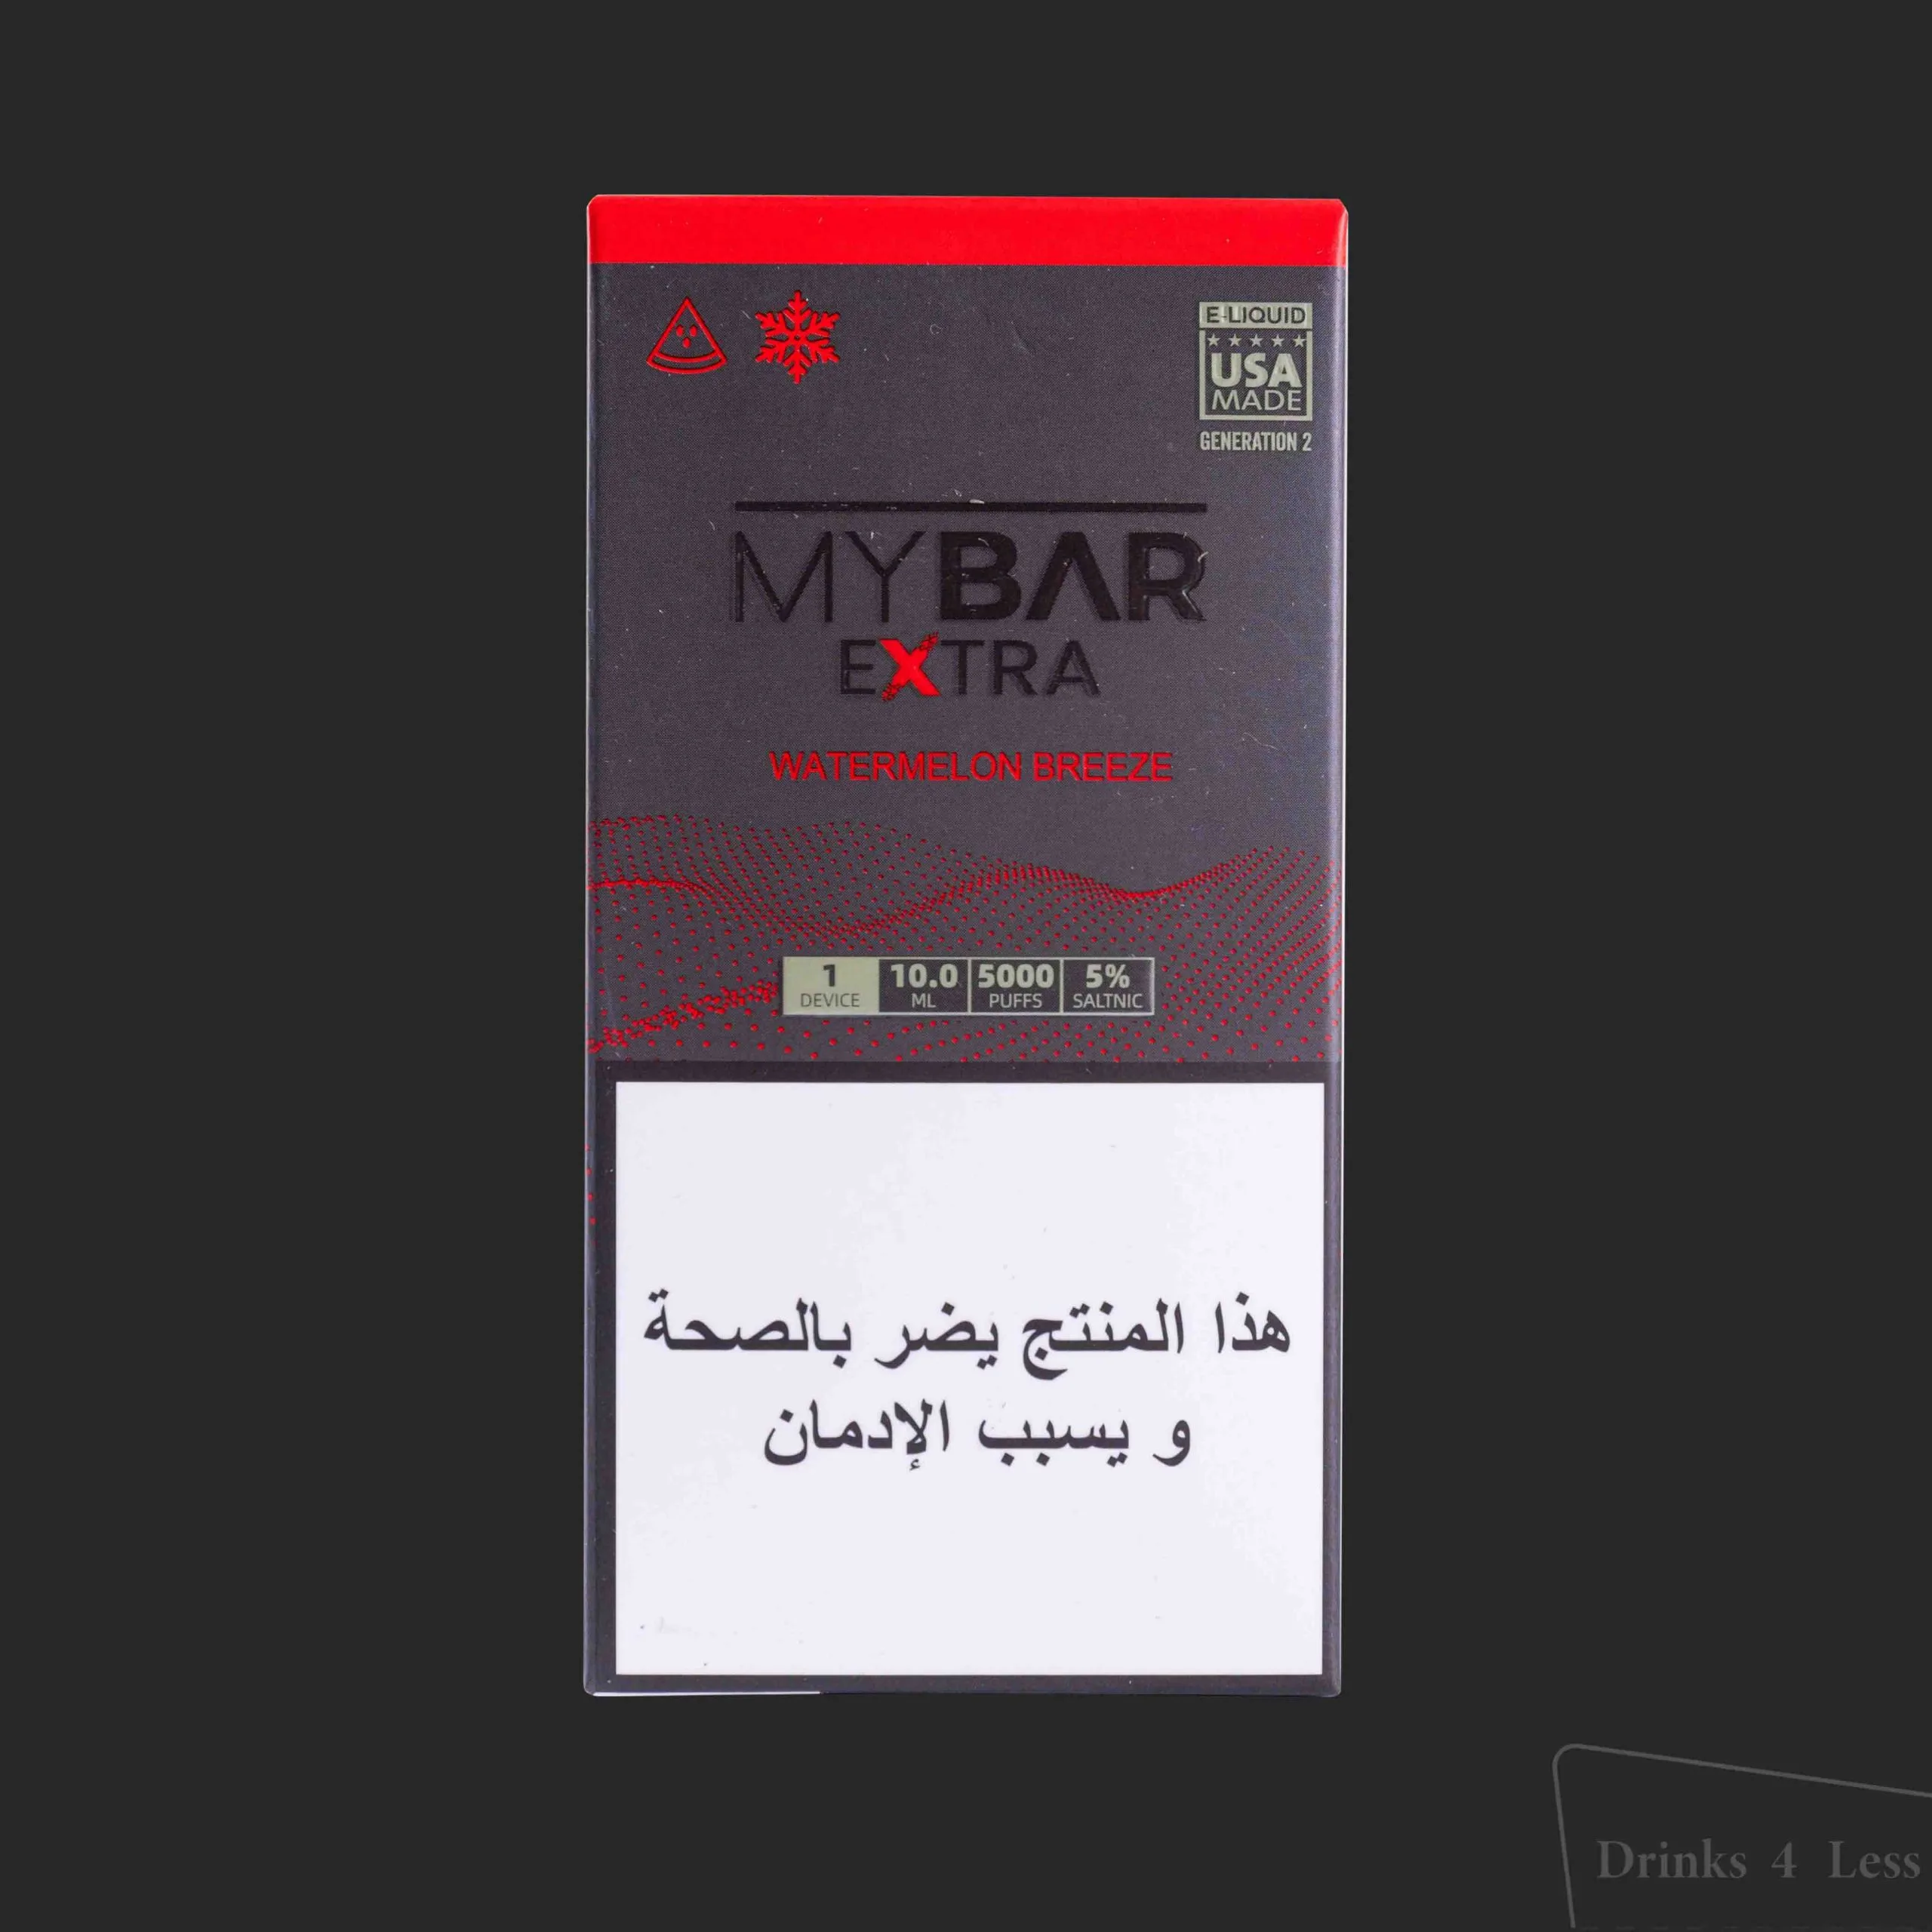 E-LIQUID
USA
MADE
GENERATION 2
MYBAR
EXTRA
WATERMELON BREEZE
1 10.0 5000 5%
DEVICE ML PUFFS SALTNIC
هذا المنتج يضر بالصحة
و يسبب الإدمان
Drinks 4 Less